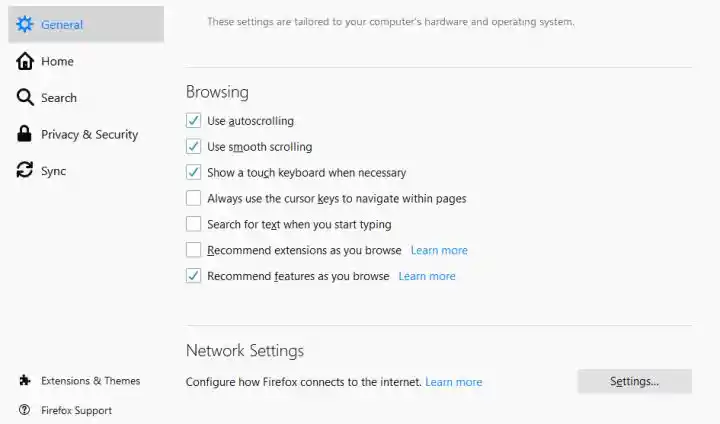 General
Home
Search
Privacy & Security
Sync
Extensions & Themes
Firefox Support
These settings are tailored to your computer's hardware and operating system.
Browsing
Use autoscrolling
Use smooth scrolling
Show a touch keyboard when necessary
Always use the cursor keys to navigate within pages
Search for text when you start typing
Recommend extensions as you browse Learn more
Recommend features as you browse Learn more
Network Settings
Configure how Firefox connects to the internet. Learn more
Settings...